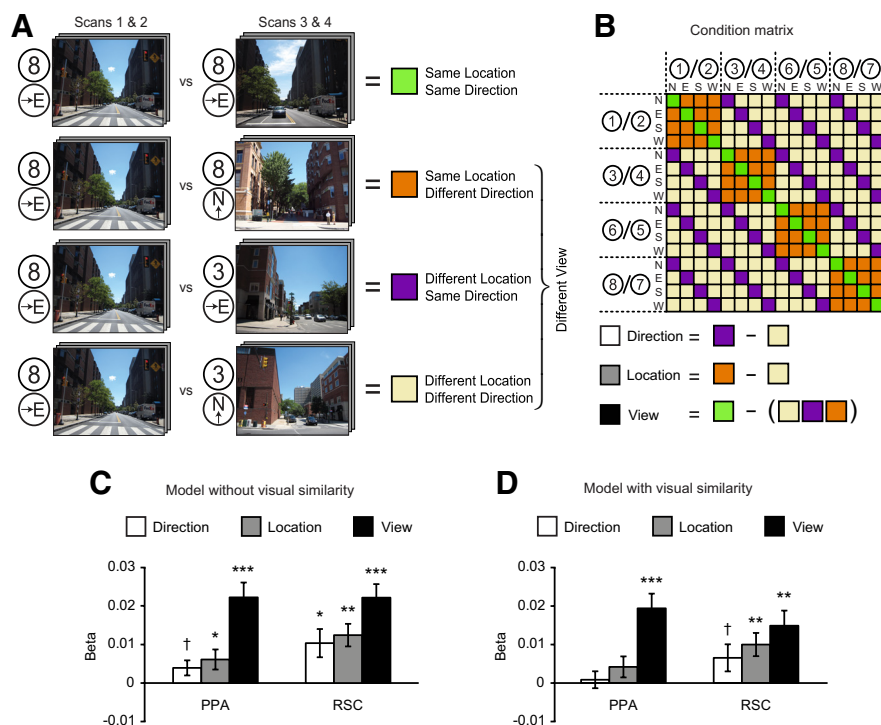 A
Scans 1 & 2
Scans 3 & 4
8
→E
vs
8
→E
=
Same Location
Same Direction
8
→E
vs
8
N
↑
=
Same Location
Different Direction
8
→E
vs
3
→E
=
Different Location
Same Direction
8
→E
vs
3
N
↑
=
Different Location
Different Direction
Different View
B
Condition matrix
1/2 3/4 6/5 8/7
N E S W N E S W N E S W N E S W
1/2
N
E
S
W
3/4
N
E
S
W
6/5
N
E
S
W
8/7
N
E
S
W
Direction = −
Location = −
View = − ( )
C
Model without visual similarity
Direction Location View
Beta
0.03
0.02
0.01
0
-0.01
† * *** * ** ***
PPA RSC
D
Model with visual similarity
Direction Location View
Beta
0.03
0.02
0.01
0
-0.01
*** † ** **
PPA RSC